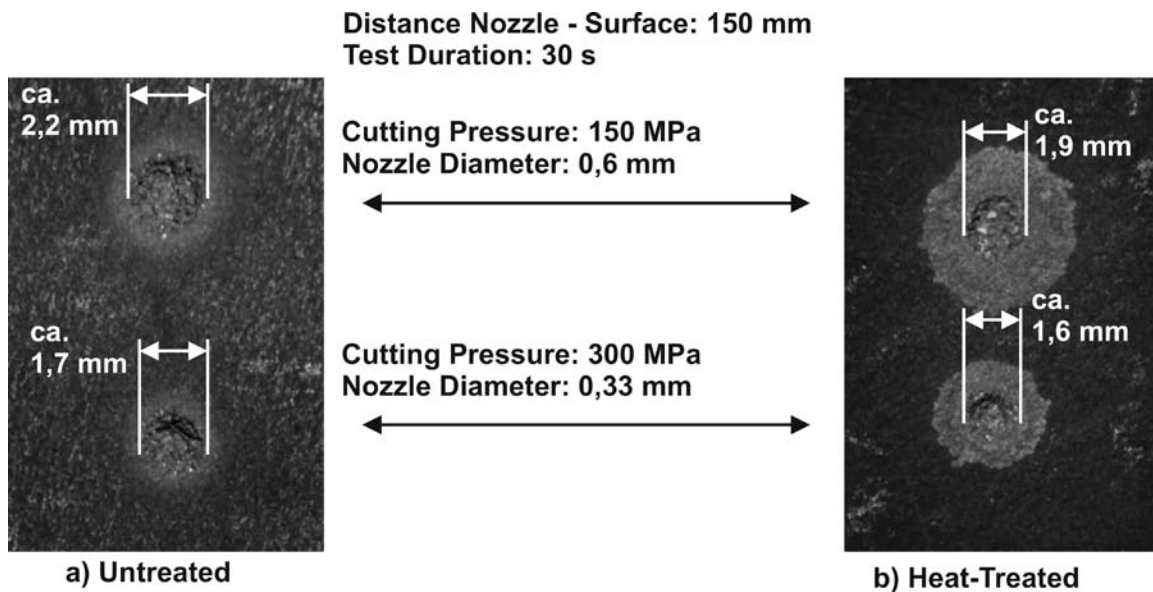 Distance Nozzle - Surface: 150 mm
Test Duration: 30 s
ca.
2,2 mm
Cutting Pressure: 150 MPa
Nozzle Diameter: 0,6 mm
ca.
1,9 mm
ca.
1,7 mm
Cutting Pressure: 300 MPa
Nozzle Diameter: 0,33 mm
ca.
1,6 mm
a) Untreated
b) Heat-Treated